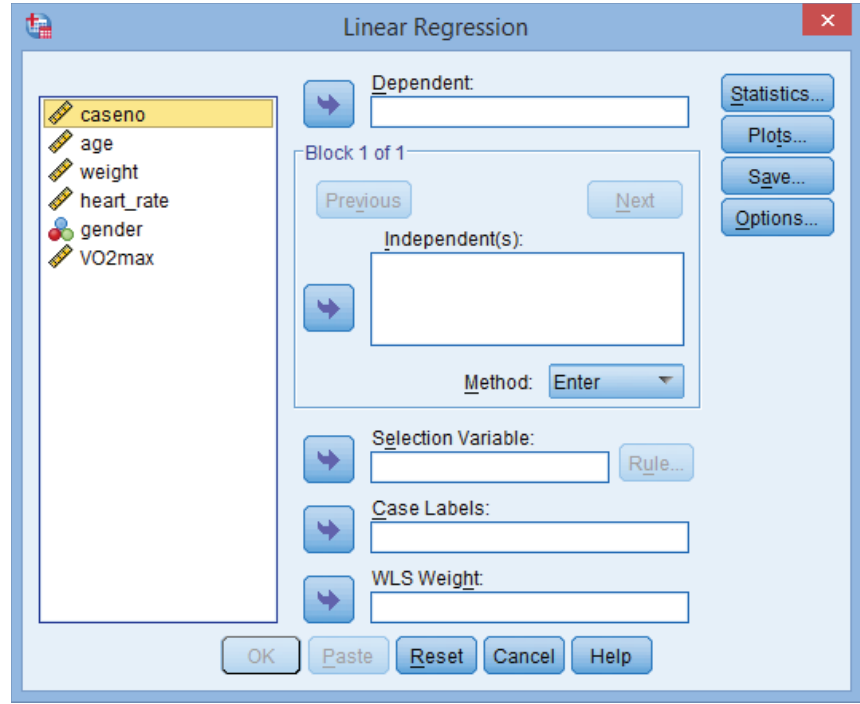 Linear Regression
caseno
age
weight
heart_rate
gender
VO2max
Dependent:
Block 1 of 1
Previous
Next
Independent(s):
Method: Enter
Selection Variable:
Rule...
Case Labels:
WLS Weight:
Statistics...
Plots...
Save...
Options...
OK Paste Reset Cancel Help